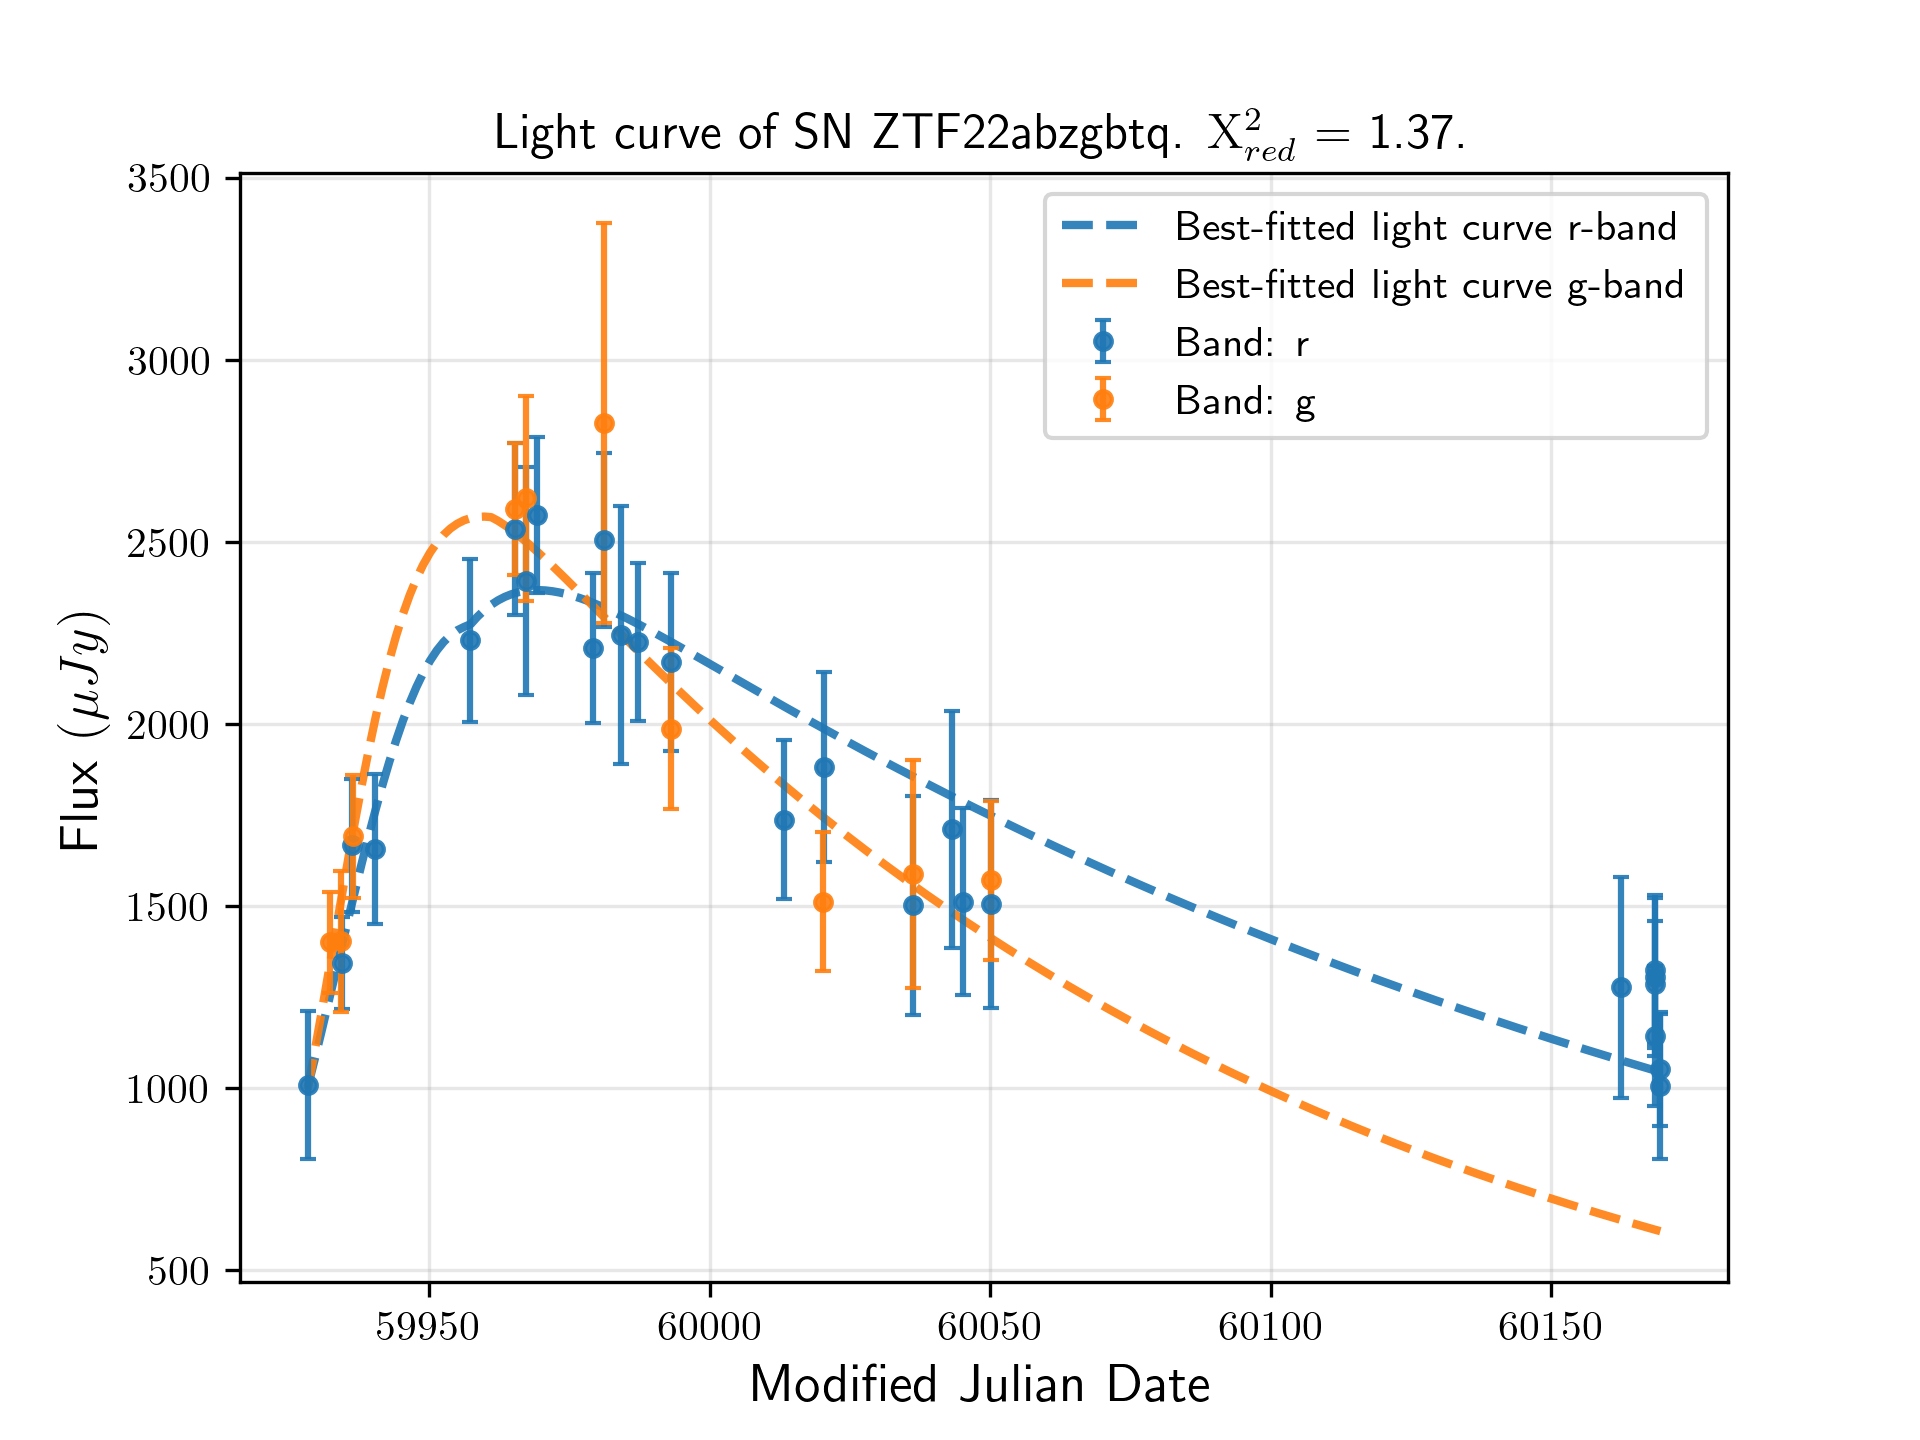 Light curve of SN ZTF22abzgbtq. X²red = 1.37.
3500
3000
2500
2000
1500
1000
500
Flux (μJy)
Best-fitted light curve r-band
Best-fitted light curve g-band
Band: r
Band: g
59950 60000 60050 60100 60150
Modified Julian Date